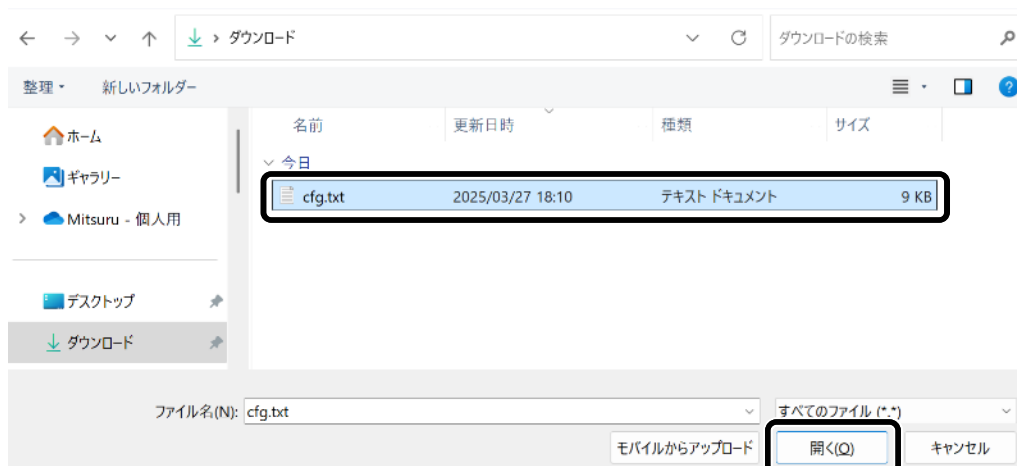 ダウンロード ダウンロードの検索
整理 新しいフォルダー ?
名前 更新日時 種類 サイズ
ホーム
今日
ギャラリー
cfg.txt 2025/03/27 18:10 テキスト ドキュメント 9 KB
Mitsuru - 個人用
デスクトップ
ダウンロード
ファイル名(N): cfg.txt すべてのファイル (*.*)
モバイルからアップロード 開く(O) キャンセル